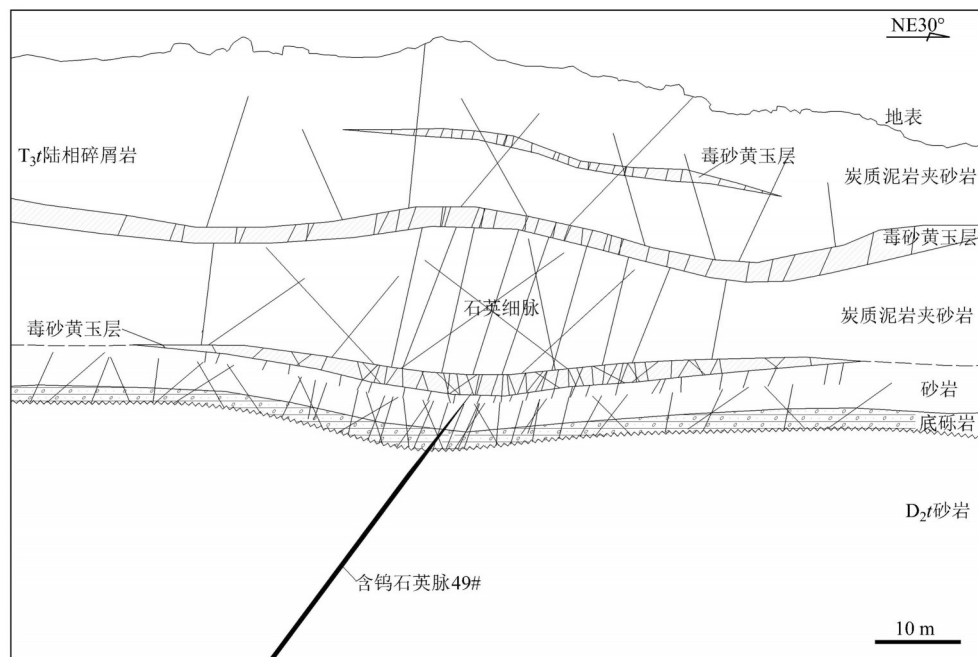 NE30°
地表
T₃t陆相碎屑岩
毒砂黄玉层
炭质泥岩夹砂岩
毒砂黄玉层
石英细脉
炭质泥岩夹砂岩
毒砂黄玉层
砂岩
底砾岩
D₂t砂岩
含钨石英脉49#
10 m